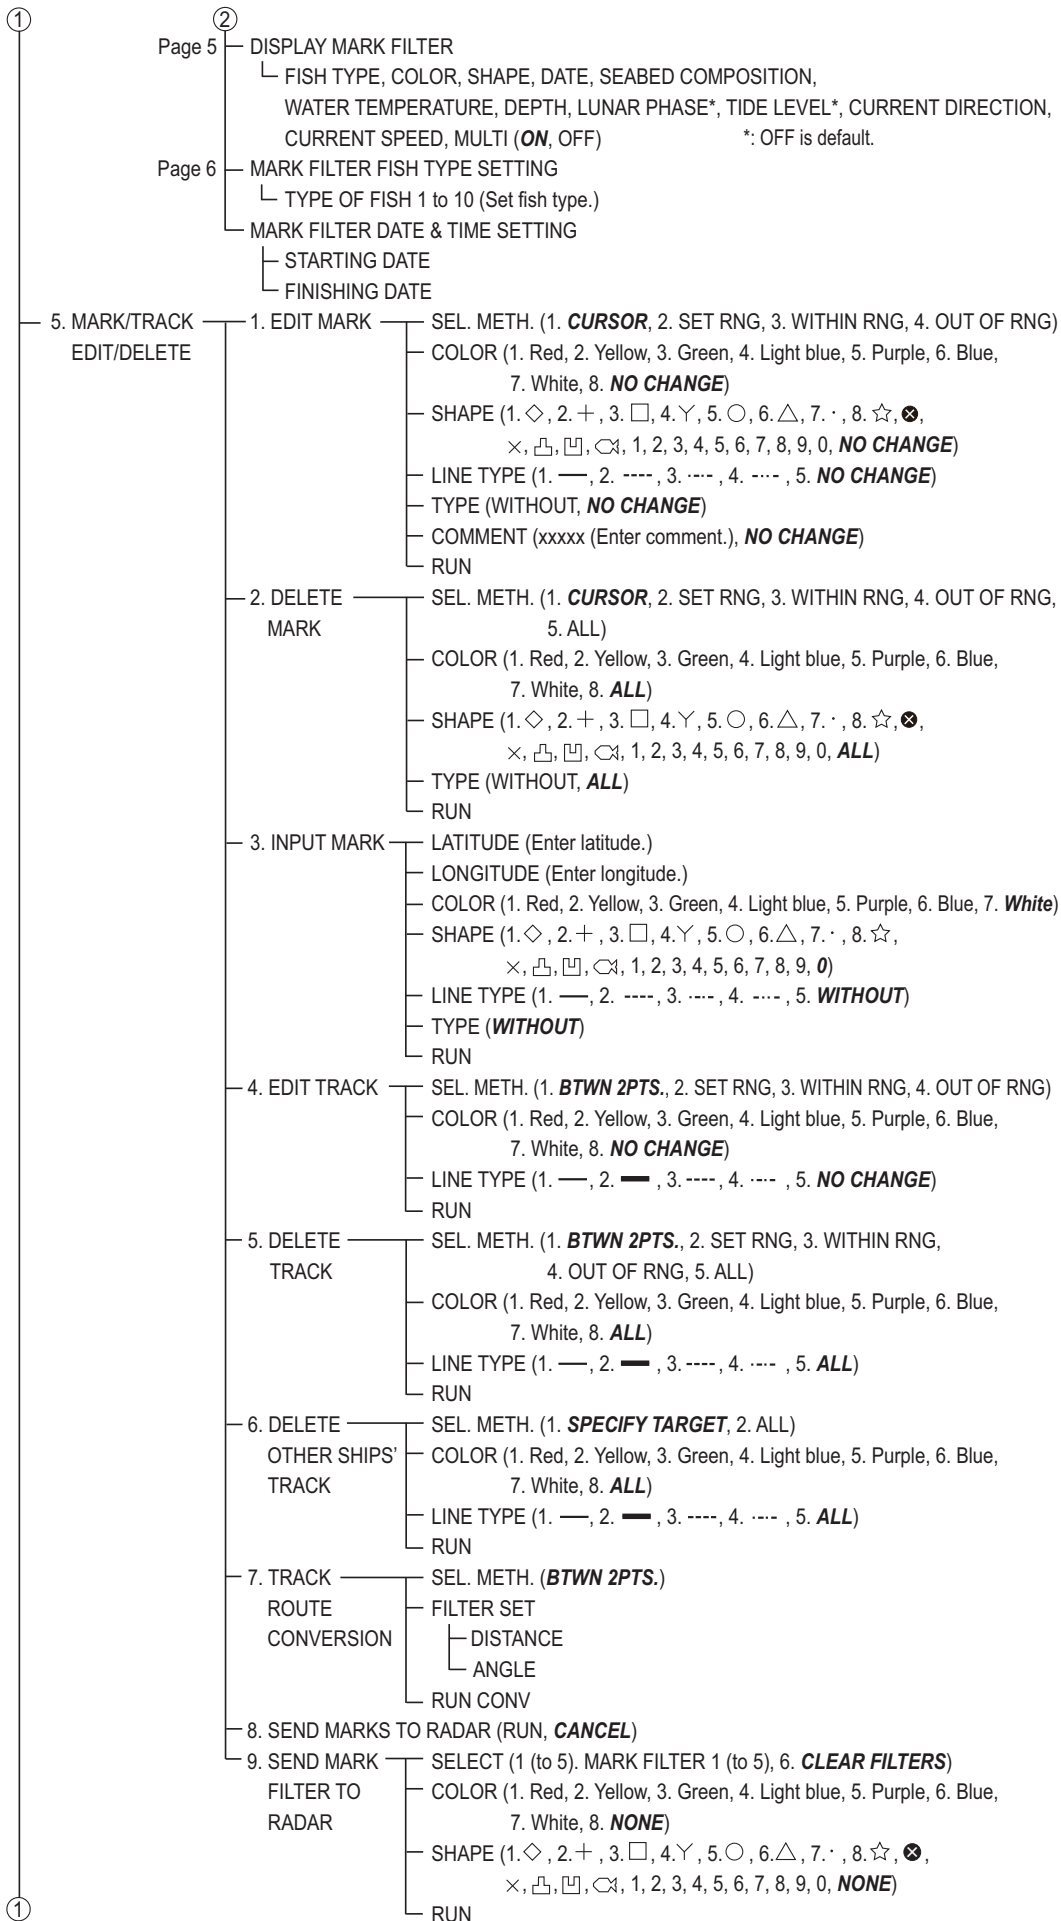 ① ②
Page 5 DISPLAY MARK FILTER
FISH TYPE, COLOR, SHAPE, DATE, SEABED COMPOSITION,
WATER TEMPERATURE, DEPTH, LUNAR PHASE*, TIDE LEVEL*, CURRENT DIRECTION,
CURRENT SPEED, MULTI (ON, OFF) *: OFF is default.
Page 6 MARK FILTER FISH TYPE SETTING
TYPE OF FISH 1 to 10 (Set fish type.)
MARK FILTER DATE & TIME SETTING
STARTING DATE
FINISHING DATE
5. MARK/TRACK 1. EDIT MARK SEL. METH. (1. CURSOR, 2. SET RNG, 3. WITHIN RNG, 4. OUT OF RNG)
EDIT/DELETE COLOR (1. Red, 2. Yellow, 3. Green, 4. Light blue, 5. Purple, 6. Blue,
7. White, 8. NO CHANGE)
SHAPE (1. ◇ , 2. + , 3. □, 4. Y, 5. ○, 6. △, 7. · , 8. ☆, ⊗,
×, 凸, 凹, , 1, 2, 3, 4, 5, 6, 7, 8, 9, 0, NO CHANGE)
LINE TYPE (1. —, 2. ---- , 3. -·-- , 4. -··- , 5. NO CHANGE)
TYPE (WITHOUT, NO CHANGE)
COMMENT (xxxxx (Enter comment.), NO CHANGE)
RUN
2. DELETE SEL. METH. (1. CURSOR, 2. SET RNG, 3. WITHIN RNG, 4. OUT OF RNG,
MARK 5. ALL)
COLOR (1. Red, 2. Yellow, 3. Green, 4. Light blue, 5. Purple, 6. Blue,
7. White, 8. ALL)
SHAPE (1. ◇ , 2. + , 3. □, 4. Y, 5. ○, 6. △, 7. · , 8. ☆, ⊗,
×, 凸, 凹, , 1, 2, 3, 4, 5, 6, 7, 8, 9, 0, ALL)
TYPE (WITHOUT, ALL)
RUN
3. INPUT MARK LATITUDE (Enter latitude.)
LONGITUDE (Enter longitude.)
COLOR (1. Red, 2. Yellow, 3. Green, 4. Light blue, 5. Purple, 6. Blue, 7. White)
SHAPE (1. ◇ , 2. + , 3. □, 4. Y, 5. ○, 6. △, 7. · , 8. ☆,
×, 凸, 凹, , 1, 2, 3, 4, 5, 6, 7, 8, 9, 0)
LINE TYPE (1. —, 2. ---- , 3. -·-- , 4. -··- , 5. WITHOUT)
TYPE (WITHOUT)
RUN
4. EDIT TRACK SEL. METH. (1. BTWN 2PTS., 2. SET RNG, 3. WITHIN RNG, 4. OUT OF RNG)
COLOR (1. Red, 2. Yellow, 3. Green, 4. Light blue, 5. Purple, 6. Blue,
7. White, 8. NO CHANGE)
LINE TYPE (1. —, 2. ━ , 3. ---- , 4. -·-- , 5. NO CHANGE)
RUN
5. DELETE SEL. METH. (1. BTWN 2PTS., 2. SET RNG, 3. WITHIN RNG,
TRACK 4. OUT OF RNG, 5. ALL)
COLOR (1. Red, 2. Yellow, 3. Green, 4. Light blue, 5. Purple, 6. Blue,
7. White, 8. ALL)
LINE TYPE (1. —, 2. ━ , 3. ---- , 4. -·-- , 5. ALL)
RUN
6. DELETE SEL. METH. (1. SPECIFY TARGET, 2. ALL)
OTHER SHIPS' COLOR (1. Red, 2. Yellow, 3. Green, 4. Light blue, 5. Purple, 6. Blue,
TRACK 7. White, 8. ALL)
LINE TYPE (1. —, 2. ━ , 3. ---- , 4. -·-- , 5. ALL)
RUN
7. TRACK SEL. METH. (BTWN 2PTS.)
ROUTE FILTER SET
CONVERSION DISTANCE
ANGLE
RUN CONV
8. SEND MARKS TO RADAR (RUN, CANCEL)
9. SEND MARK SELECT (1 (to 5). MARK FILTER 1 (to 5), 6. CLEAR FILTERS)
FILTER TO COLOR (1. Red, 2. Yellow, 3. Green, 4. Light blue, 5. Purple, 6. Blue,
RADAR 7. White, 8. NONE)
SHAPE (1. ◇ , 2. + , 3. □, 4. Y, 5. ○, 6. △, 7. · , 8. ☆, ⊗,
×, 凸, 凹, , 1, 2, 3, 4, 5, 6, 7, 8, 9, 0, NONE)
① RUN